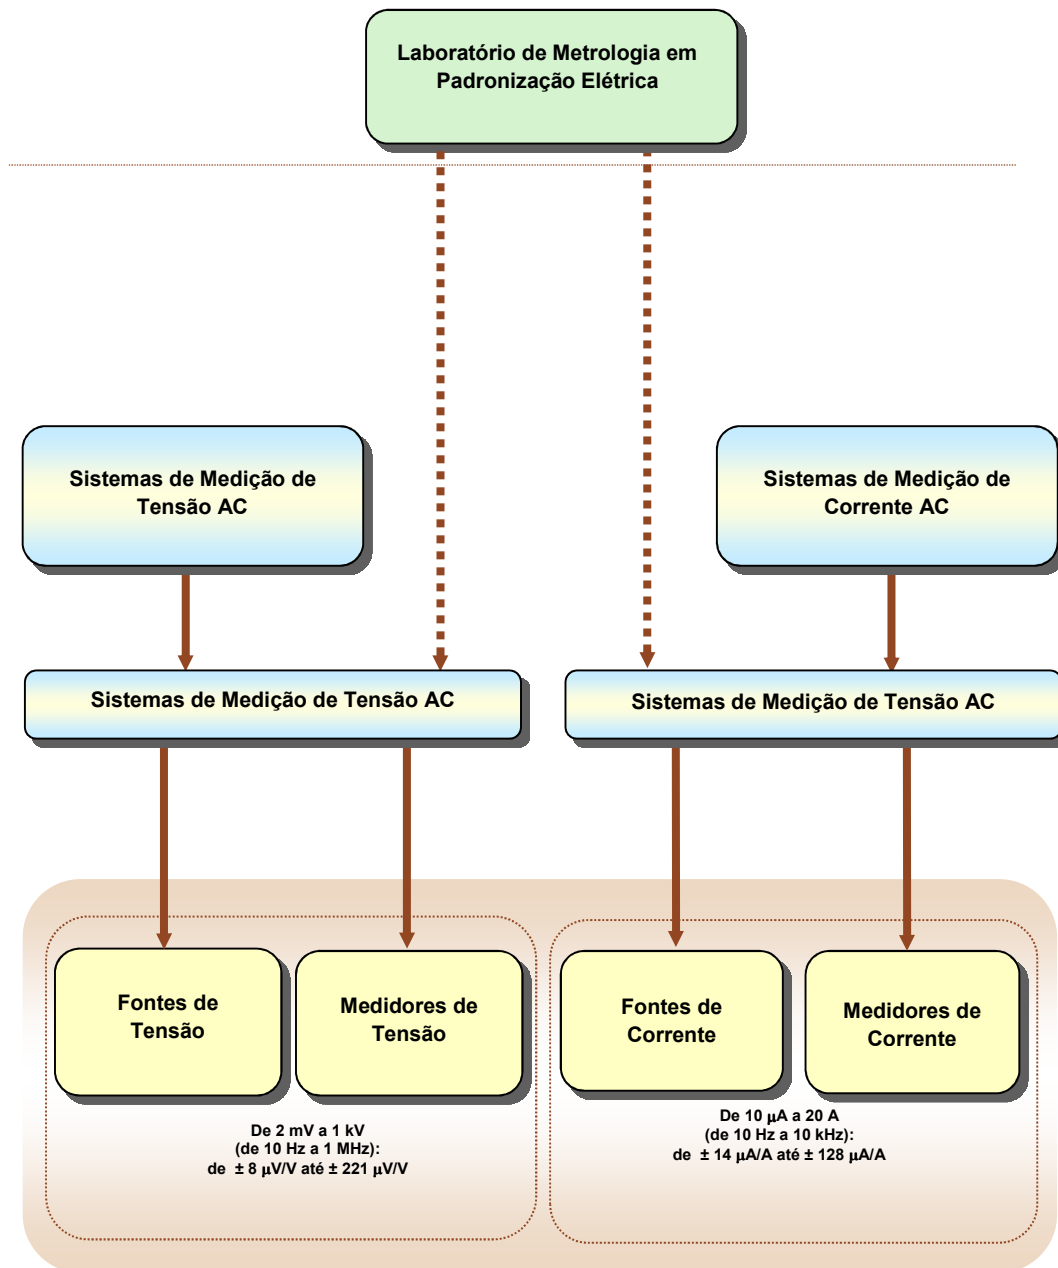 Laboratório de Metrologia em
Padronização Elétrica
Sistemas de Medição de
Tensão AC
Sistemas de Medição de
Corrente AC
Sistemas de Medição de Tensão AC
Sistemas de Medição de Tensão AC
Fontes de
Tensão
Medidores de
Tensão
Fontes de
Corrente
Medidores de
Corrente
De 2 mV a 1 kV
(de 10 Hz a 1 MHz):
de ± 8 µV/V até ± 221 µV/V
De 10 µA a 20 A
(de 10 Hz a 10 kHz):
de ± 14 µA/A até ± 128 µA/A